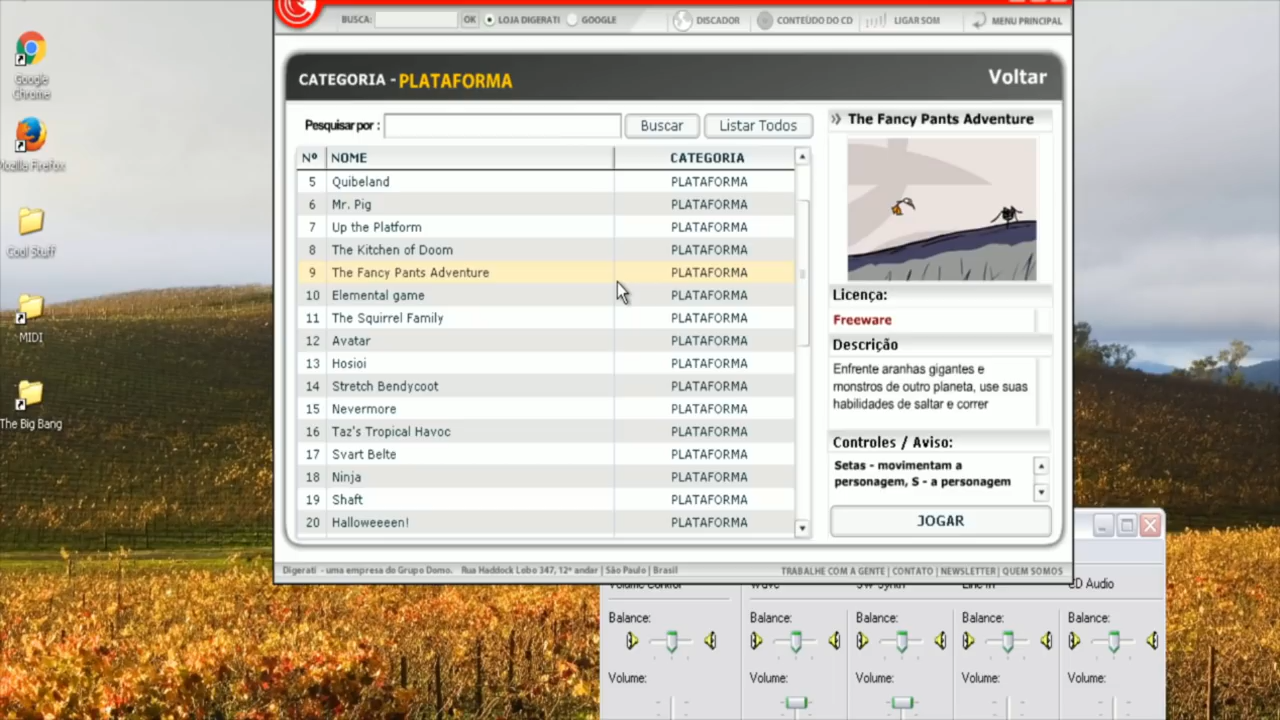 BUSCA: OK LOJA DIGERATI GOOGLE DISCADOR CONTEÚDO DO CD LIGAR SOM MENU PRINCIPAL
Google Chrome
Mozilla Firefox
Cool Stuff
MIDI
The Big Bang
CATEGORIA - PLATAFORMA Voltar
Pesquisar por : Buscar Listar Todos
Nº NOME CATEGORIA
5 Quibeland PLATAFORMA
6 Mr. Pig PLATAFORMA
7 Up the Platform PLATAFORMA
8 The Kitchen of Doom PLATAFORMA
9 The Fancy Pants Adventure PLATAFORMA
10 Elemental game PLATAFORMA
11 The Squirrel Family PLATAFORMA
12 Avatar PLATAFORMA
13 Hosioi PLATAFORMA
14 Stretch Bendycoot PLATAFORMA
15 Nevermore PLATAFORMA
16 Taz's Tropical Havoc PLATAFORMA
17 Svart Belte PLATAFORMA
18 Ninja PLATAFORMA
19 Shaft PLATAFORMA
20 Halloweeeen! PLATAFORMA
The Fancy Pants Adventure
Licença:
Freeware
Descrição
Enfrente aranhas gigantes e
monstros de outro planeta, use suas
habilidades de saltar e correr
Controles / Aviso:
Setas - movimentam a
personagem, S - a personagem
JOGAR
Digerati - uma empresa do Grupo Domo. Rua Haddock Lobo 347, 12º andar | São Paulo | Brasil
TRABALHE COM A GENTE | CONTATO | NEWSLETTER | QUEM SOMOS
Volume Control Wave SW Synth Line In CD Audio
Balance: Balance: Balance: Balance: Balance:
Volume: Volume: Volume: Volume: Volume: